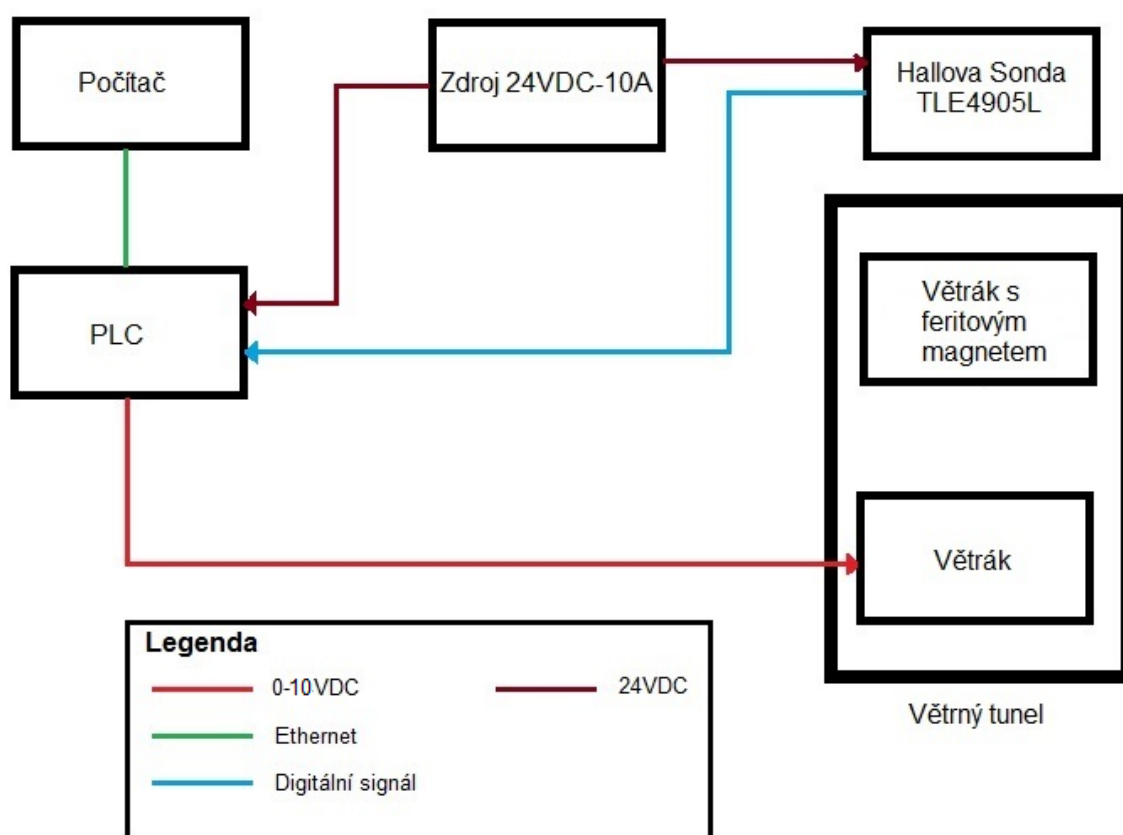 Počítač
Zdroj 24VDC-10A
Hallova Sonda
TLE4905L
PLC
Větrák s
feritovým
magnetem
Větrák
Větrný tunel
Legenda
0-10VDC
24VDC
Ethernet
Digitální signál